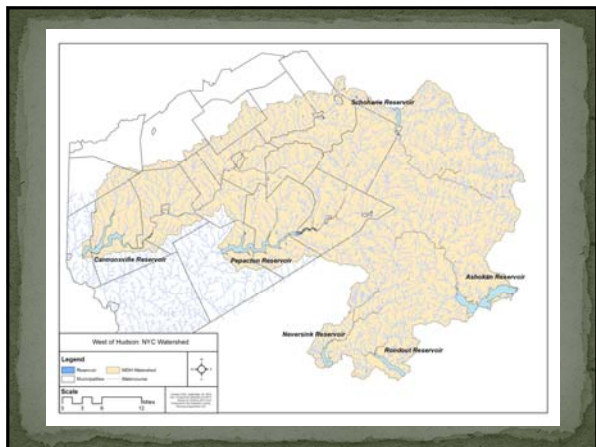 Schoharie Reservoir
Cannonsville Reservoir
Pepacton Reservoir
Ashokan Reservoir
Neversink Reservoir
Rondout Reservoir
West of Hudson: NYC Watershed
Legend
Reservoir
WOH Watershed
Municipalities
Watercourse
Scale
Miles
12